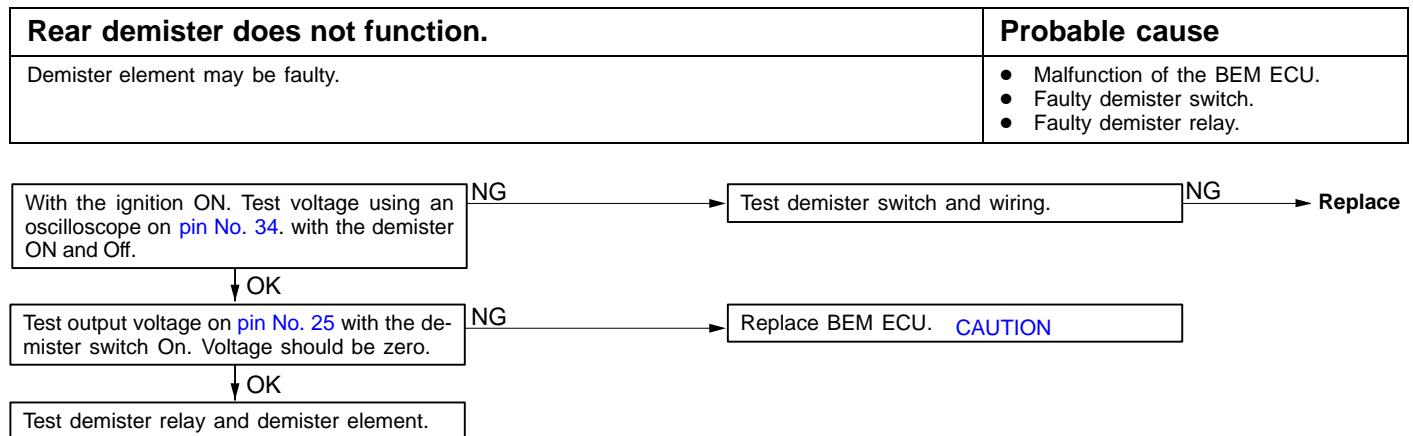 Rear demister does not function.
Probable cause
Demister element may be faulty.
● Malfunction of the BEM ECU.
● Faulty demister switch.
● Faulty demister relay.
With the ignition ON. Test voltage using an
oscilloscope on pin No. 34. with the demister
ON and Off.
NG
Test demister switch and wiring.
NG
Replace
OK
Test output voltage on pin No. 25 with the de-
mister switch On. Voltage should be zero.
NG
Replace BEM ECU. CAUTION
OK
Test demister relay and demister element.